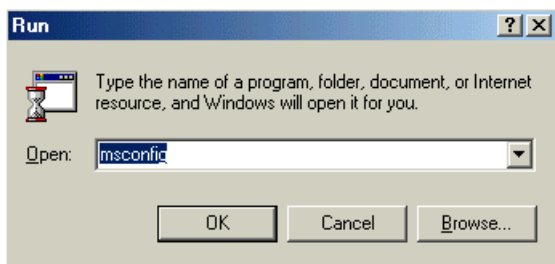 Run
Type the name of a program, folder, document, or Internet
resource, and Windows will open it for you.
Open: msconfig
OK Cancel Browse...